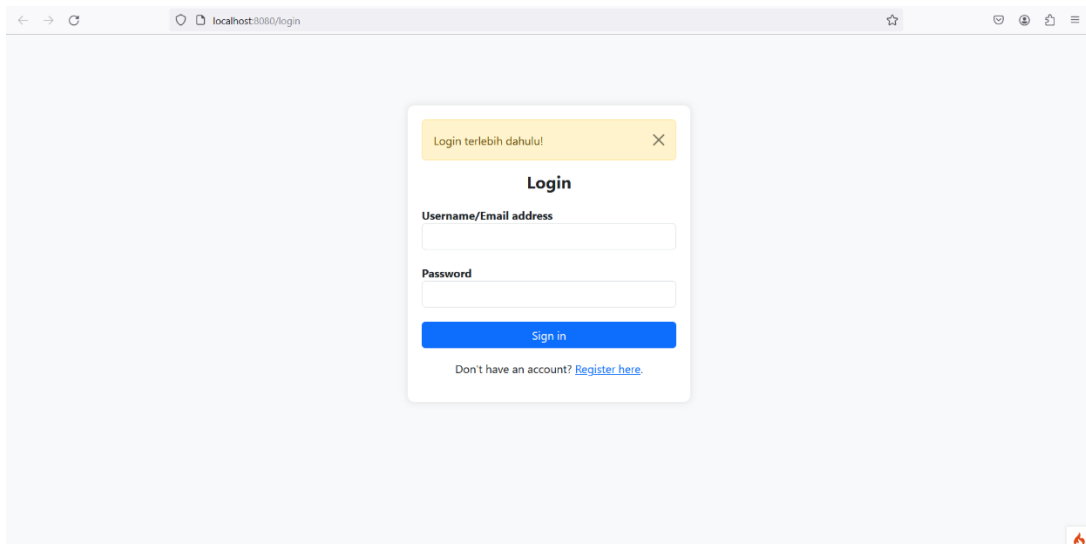 localhost:8080/login
Login terlebih dahulu!
Login
Username/Email address
Password
Sign in
Don't have an account? Register here.